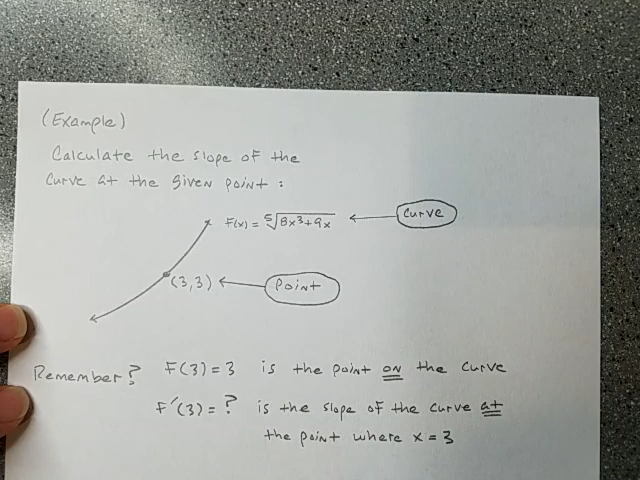 (Example)
Calculate the slope of the
curve at the given point :
F(x) = ⁵√8x³+9x ← Curve
(3,3) ← Point
Remember? F(3)=3 is the point on the curve
F′(3)=? is the slope of the curve at
the point where x=3